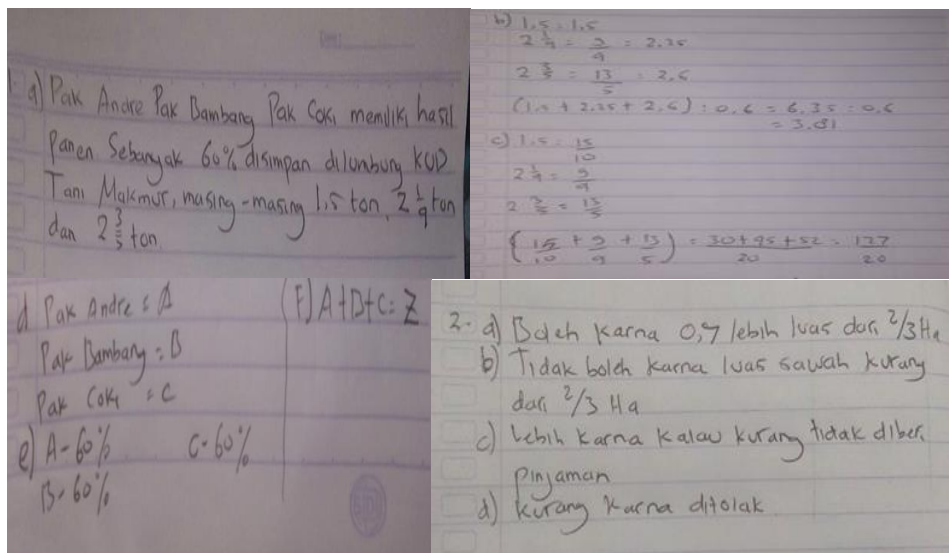 1 a) Pak Andre Pak Bambang Pak Coki memiliki hasil
panen Sebanyak 60% disimpan dilumbung KUD
Tani Makmur, masing-masing 1,5 ton, 2 1/4 ton
dan 2 3/5 ton
b) 1,5 = 1,5
2 1/4 = 9/4 = 2,25
2 3/5 = 13/5 = 2,6
(1,5 + 2,25 + 2,6) : 0,6 = 6,35 : 0,6
= 3,81
c) 1,5 = 15/10
2 1/4 = 9/4
2 3/5 = 13/5
(15/10 + 9/4 + 13/5) = 30+45+52/20 = 127/20
d Pak Andre = A
Pak Bambang = B
Pak Coki = C
e) A - 60% C - 60%
B - 60%
(F) A+B+C = Z
2. a) Boleh karna 0,7 lebih luas dari 2/3 Ha
b) Tidak boleh karna luas sawah kurang
dari 2/3 Ha
c) Lebih karna kalau kurang tidak diberi
pinjaman
d) kurang karna ditolak